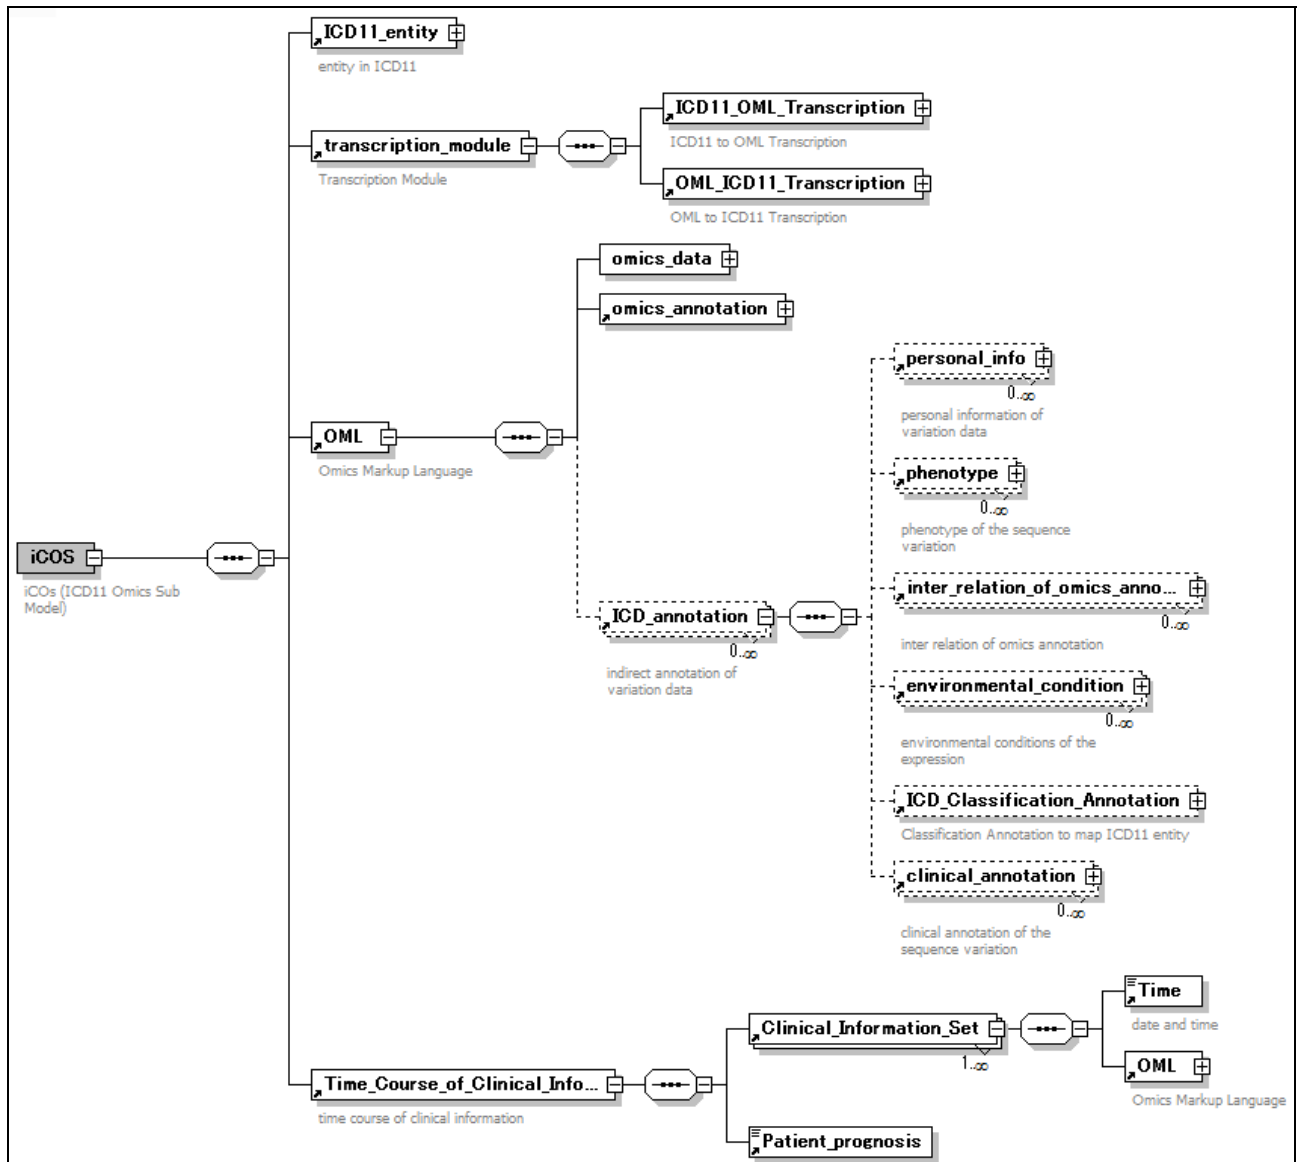 ICD11_entity
entity in ICD11
ICD11_OML_Transcription
ICD11 to OML Transcription
transcription_module
Transcription Module
OML_ICD11_Transcription
OML to ICD11 Transcription
omics_data
omics_annotation
personal_info
0..∞
personal information of
variation data
OML
Omics Markup Language
phenotype
0..∞
phenotype of the sequence
variation
iCOS
iCOs (ICD11 Omics Sub
Model)
ICD_annotation
0..∞
indirect annotation of
variation data
inter_relation_of_omics_anno...
0..∞
inter relation of omics annotation
environmental_condition
0..∞
environmental conditions of the
expression
ICD_Classification_Annotation
Classification Annotation to map ICD11 entity
clinical_annotation
0..∞
clinical annotation of the
sequence variation
Time_Course_of_Clinical_Info...
time course of clinical information
Clinical_Information_Set
1..∞
Time
date and time
OML
Omics Markup Language
Patient_prognosis